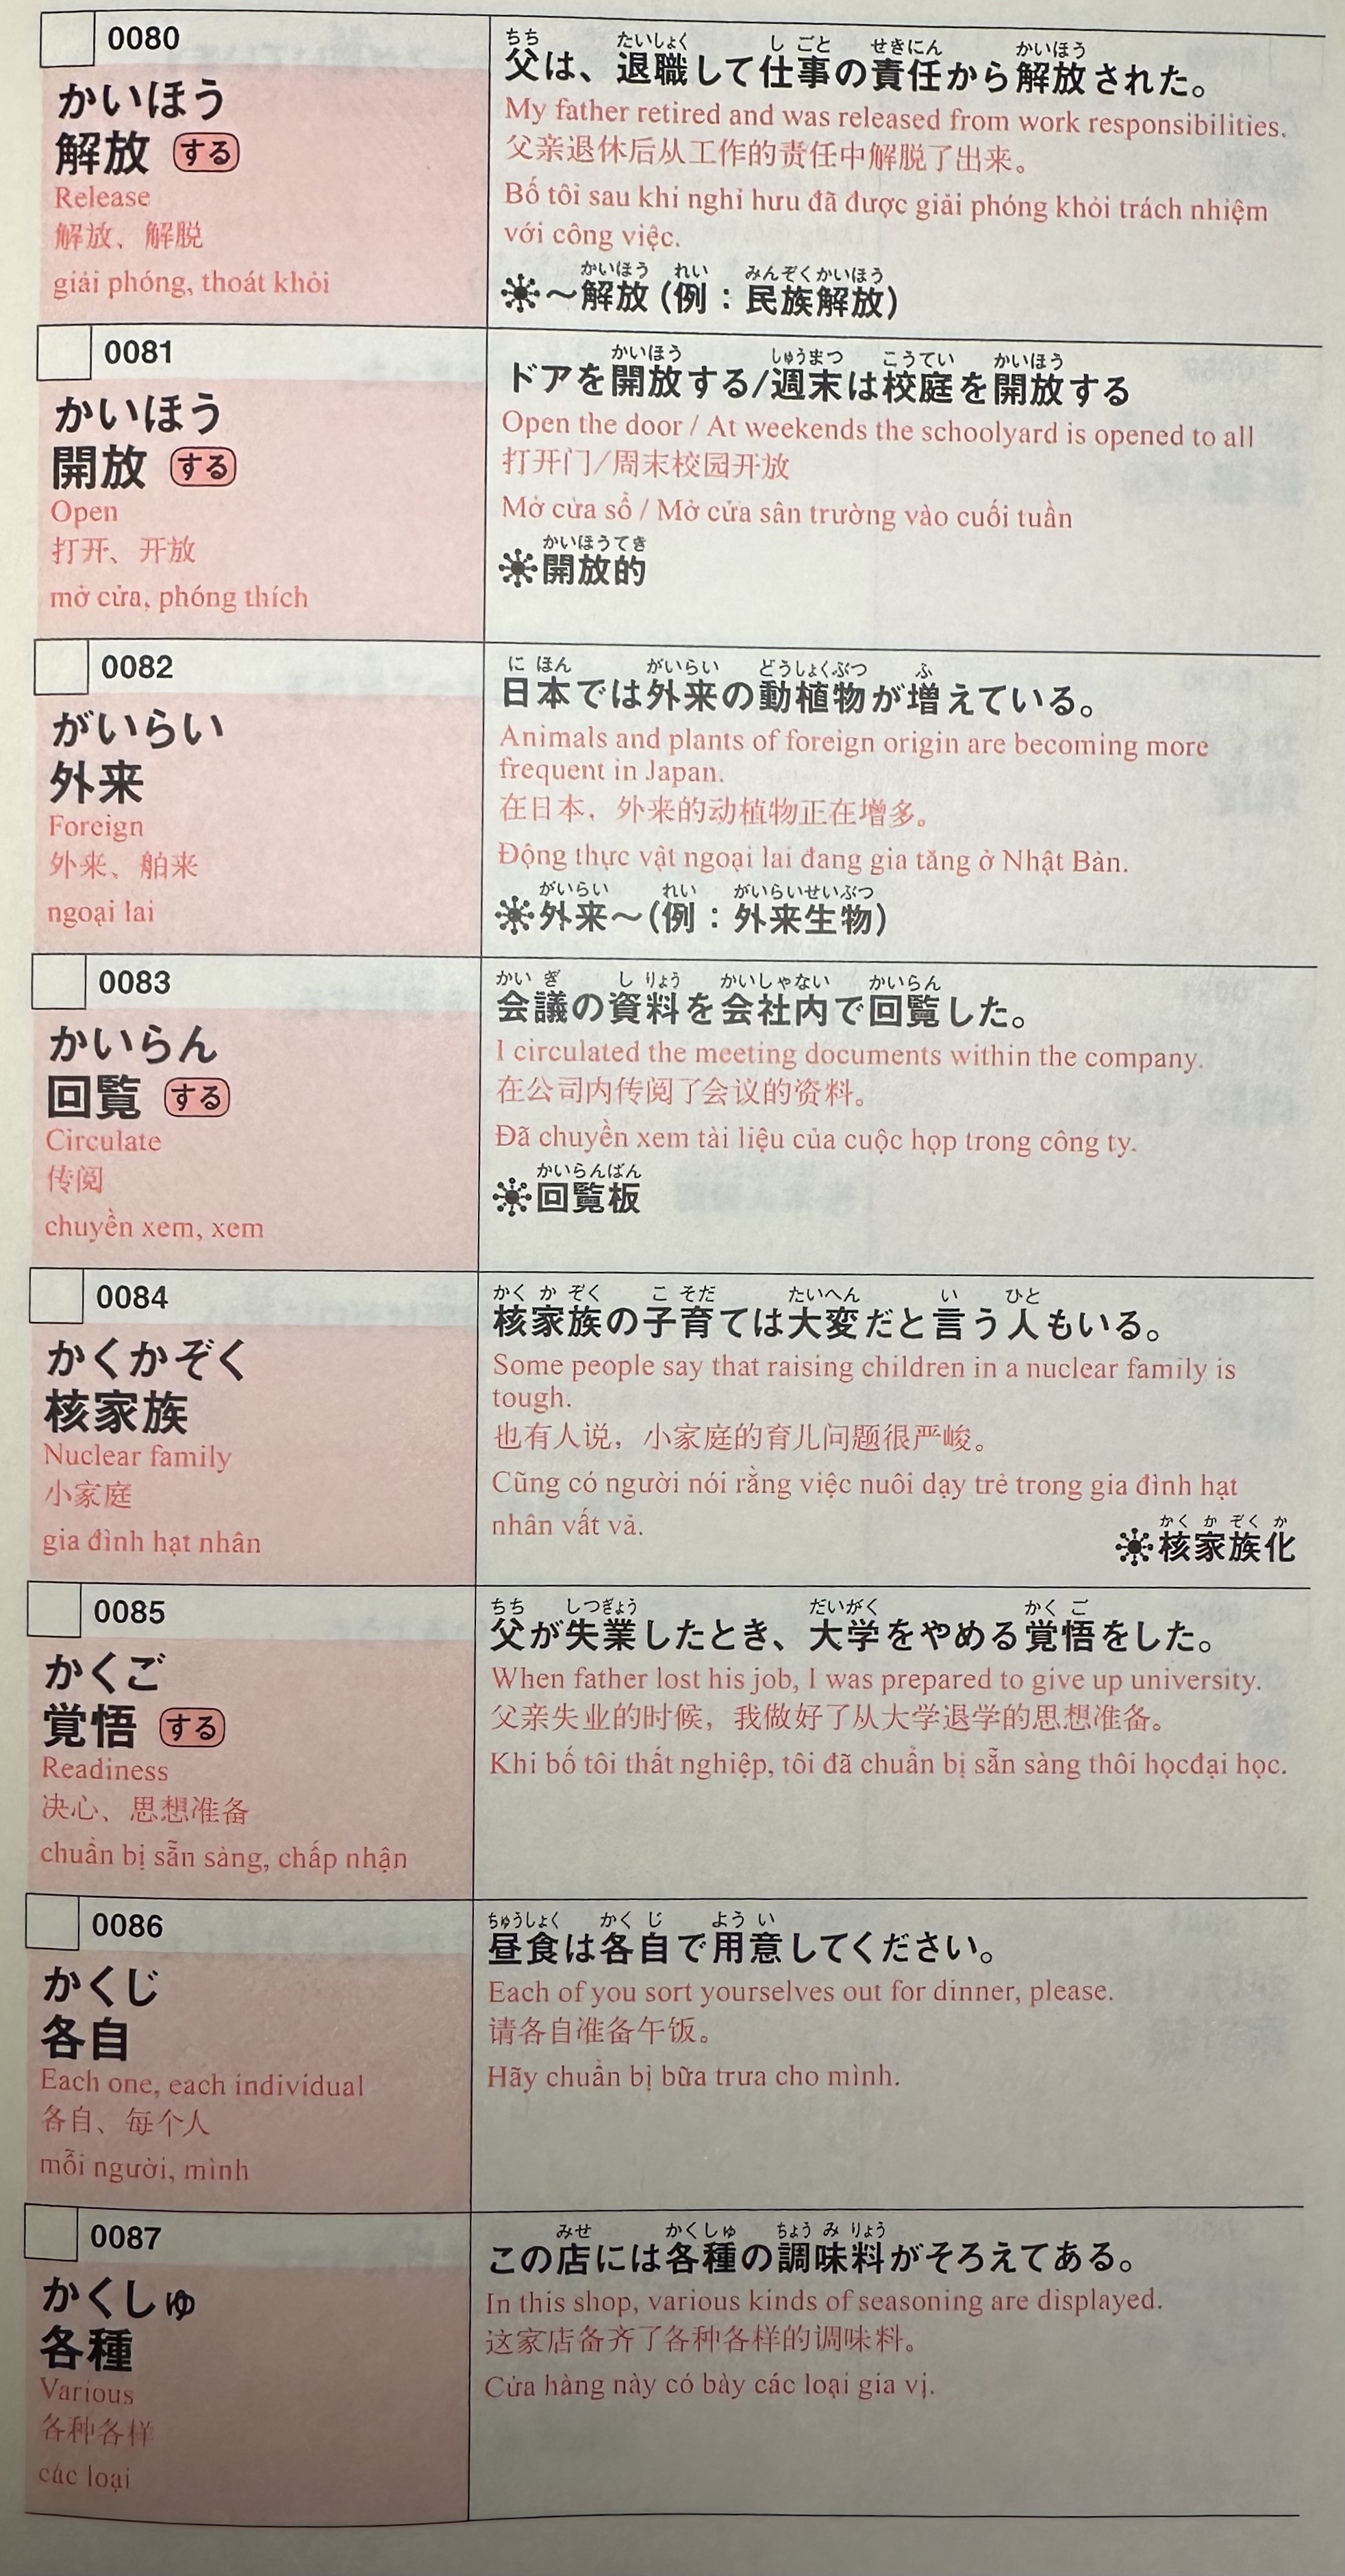 0080
かいほう
解放 する
Release
解放、解脱
giải phóng, thoát khỏi
ちち たいしょく し ごと せきにん かいほう
父は、退職して仕事の責任から解放された。
My father retired and was released from work responsibilities.
父亲退休后从工作的责任中解脱了出来。
Bố tôi sau khi nghỉ hưu đã được giải phóng khỏi trách nhiệm
với công việc.
かいほう れい みんぞくかいほう
～解放(例：民族解放)
0081
かいほう
開放 する
Open
打开、开放
mở cửa, phóng thích
かいほう しゅうまつ こうてい かいほう
ドアを開放する/週末は校庭を開放する
Open the door / At weekends the schoolyard is opened to all
打开门/周末校园开放
Mở cửa sổ / Mở cửa sân trường vào cuối tuần
かいほうてき
開放的
0082
がいらい
外来
Foreign
外来、舶来
ngoại lai
に ほん がいらい どうしょくぶつ ふ
日本では外来の動植物が増えている。
Animals and plants of foreign origin are becoming more
frequent in Japan.
在日本，外来的动植物正在增多。
Động thực vật ngoại lai đang gia tăng ở Nhật Bản.
がいらい れい がいらいせいぶつ
外来～(例：外来生物)
0083
かいらん
回覧 する
Circulate
传阅
chuyền xem, xem
かい ぎ し りょう かいしゃない かいらん
会議の資料を会社内で回覧した。
I circulated the meeting documents within the company.
在公司内传阅了会议的资料。
Đã chuyền xem tài liệu của cuộc họp trong công ty.
かいらんばん
回覧板
0084
かくかぞく
核家族
Nuclear family
小家庭
gia đình hạt nhân
かく か ぞく こ そだ たいへん い ひと
核家族の子育ては大変だと言う人もいる。
Some people say that raising children in a nuclear family is
tough.
也有人说，小家庭的育儿问题很严峻。
Cũng có người nói rằng việc nuôi dạy trẻ trong gia đình hạt
nhân vất vả.
かく か ぞく か
核家族化
0085
かくご
覚悟 する
Readiness
决心、思想准备
chuẩn bị sẵn sàng, chấp nhận
ちち しつぎょう だいがく かく ご
父が失業したとき、大学をやめる覚悟をした。
When father lost his job, I was prepared to give up university.
父亲失业的时候，我做好了从大学退学的思想准备。
Khi bố tôi thất nghiệp, tôi đã chuẩn bị sẵn sàng thôi họcđại học.
0086
かくじ
各自
Each one, each individual
各自、每个人
mỗi người, mình
ちゅうしょく かく じ よう い
昼食は各自で用意してください。
Each of you sort yourselves out for dinner, please.
请各自准备午饭。
Hãy chuẩn bị bữa trưa cho mình.
0087
かくしゅ
各種
Various
各种各样
các loại
みせ かくしゅ ちょう み りょう
この店には各種の調味料がそろえてある。
In this shop, various kinds of seasoning are displayed.
这家店备齐了各种各样的调味料。
Cửa hàng này có bày các loại gia vị.